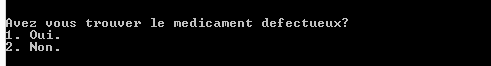 Avez vous trouver le medicament defectueux?
1. Oui.
2. Non.